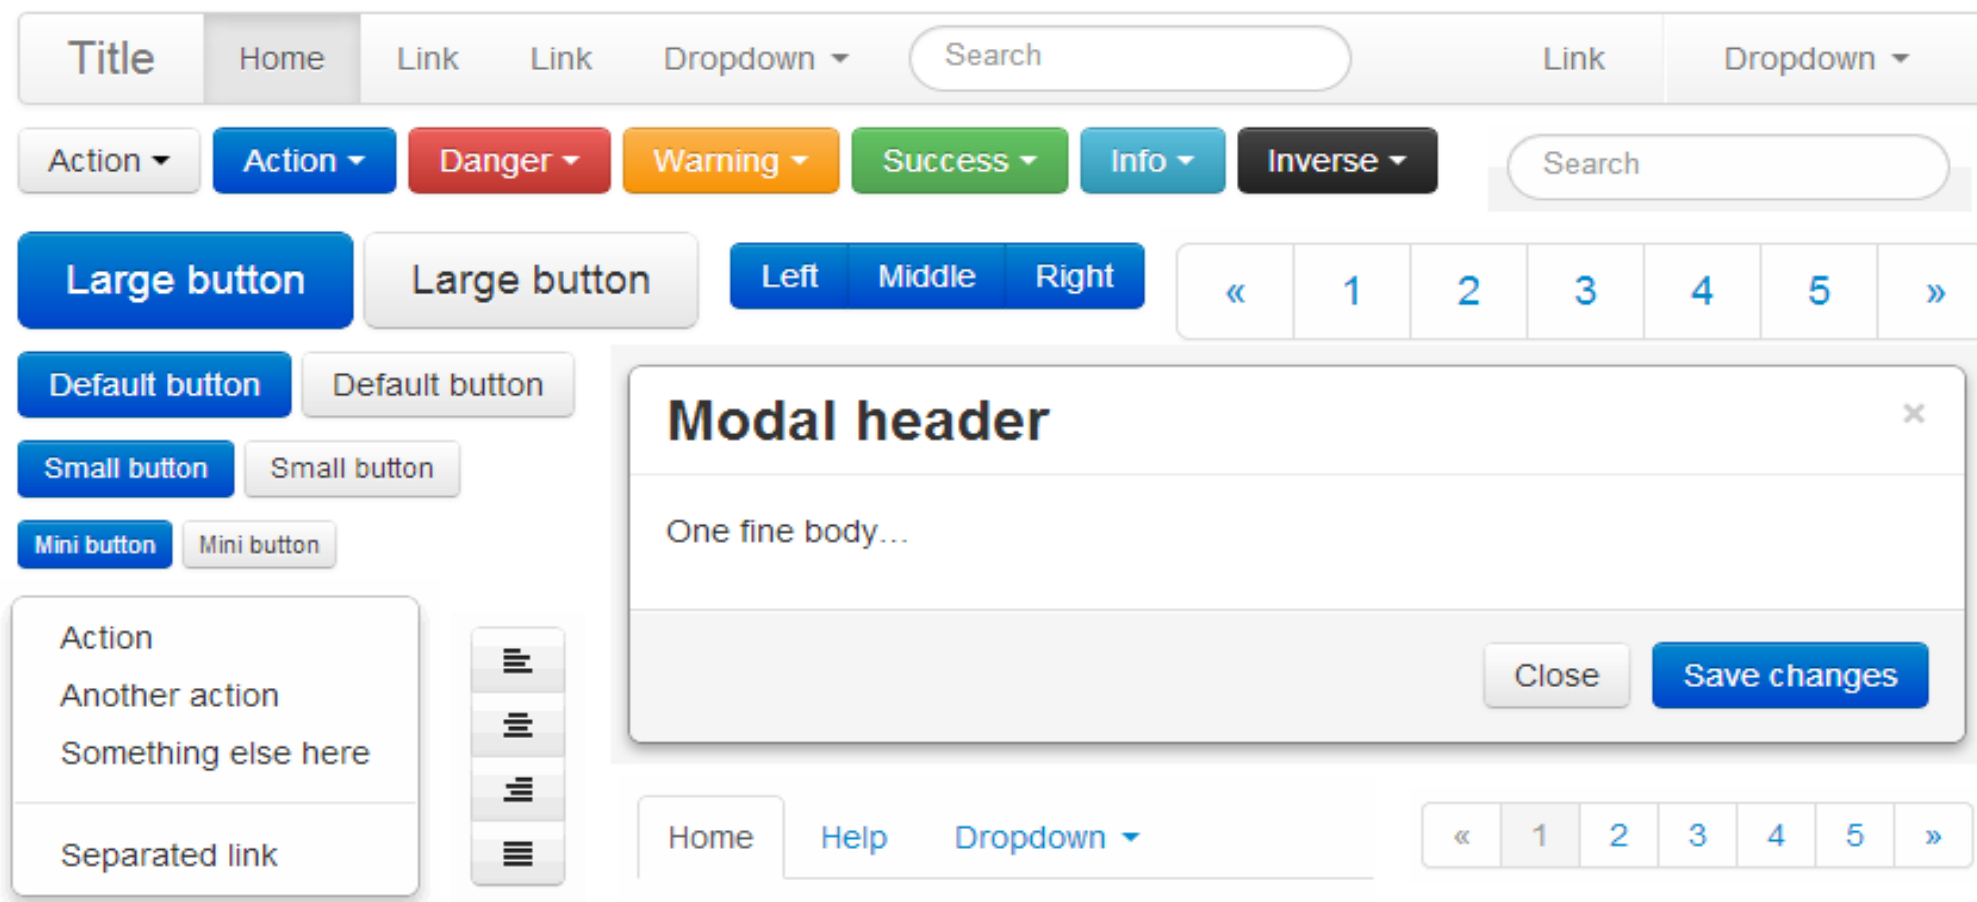 Title Home Link Link Dropdown Search Link Dropdown
Action Action Danger Warning Success Info Inverse Search
Large button Large button Left Middle Right « 1 2 3 4 5 »
Default button Default button
Modal header ×
Small button Small button
One fine body...
Mini button Mini button
Action
Another action
Something else here
Separated link
Close Save changes
Home Help Dropdown
« 1 2 3 4 5 »